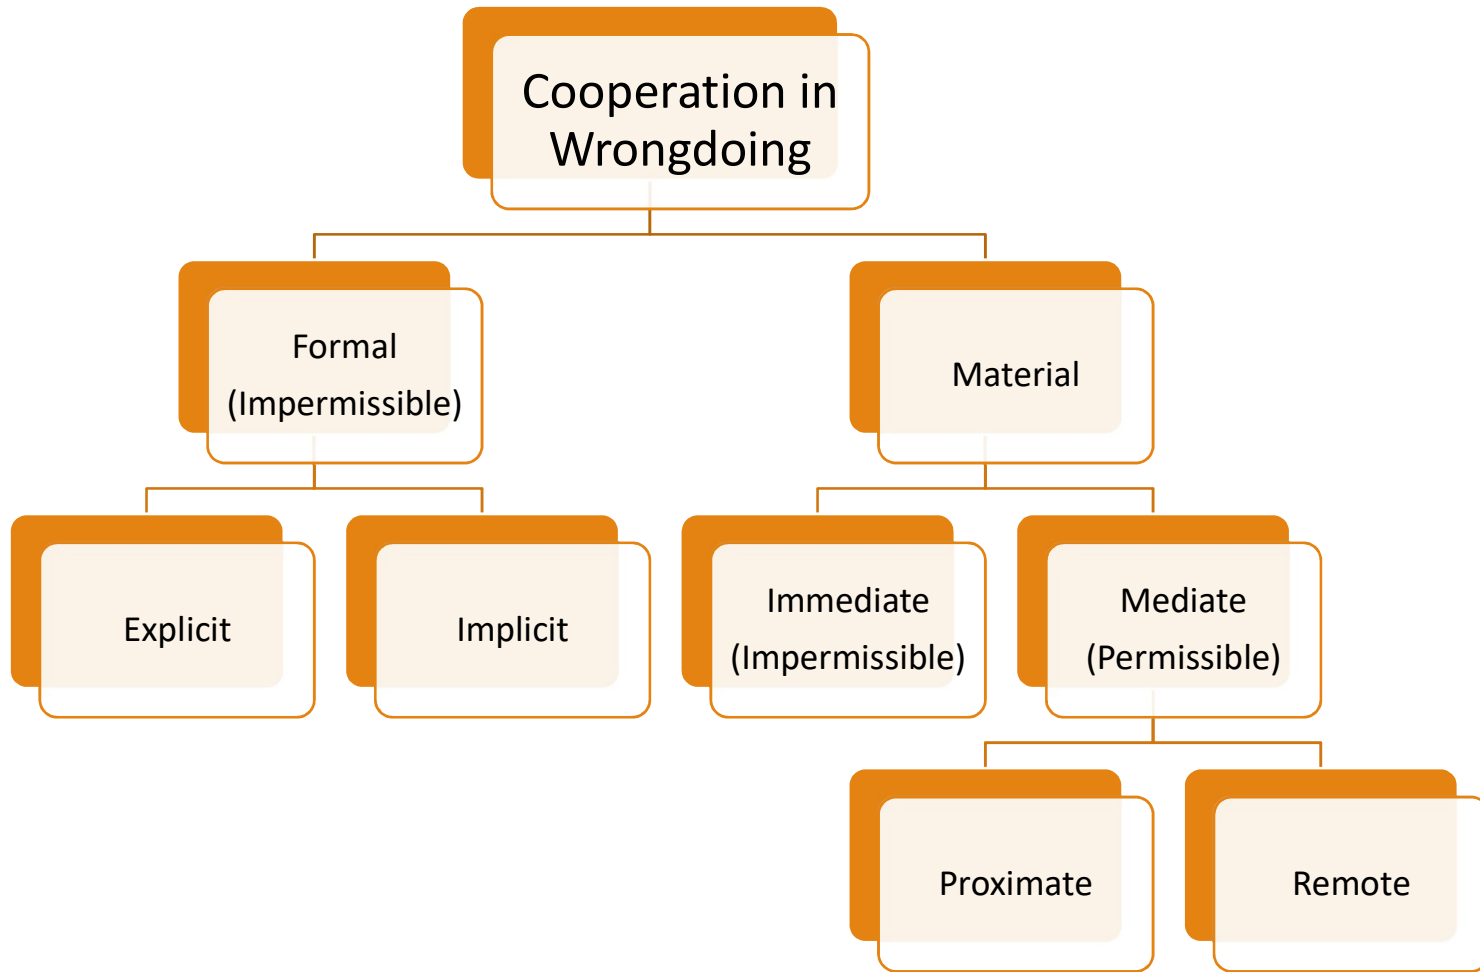 Cooperation in
Wrongdoing
Formal
(Impermissible)
Material
Explicit
Implicit
Immediate
(Impermissible)
Mediate
(Permissible)
Proximate
Remote